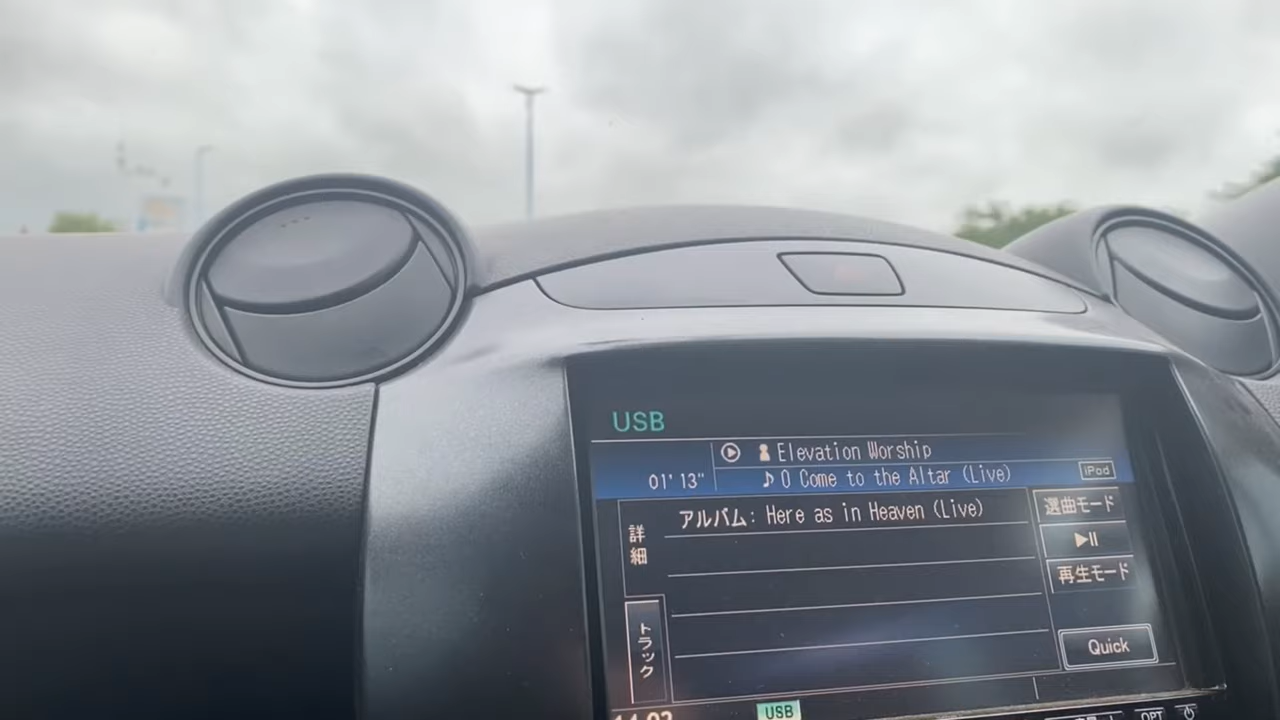 USB
Elevation Worship
01' 13"
O Come to the Altar (Live)
iPod
アルバム: Here as in Heaven (Live)
選曲モード
詳細
再生モード
トラック
Quick
USB
OPT